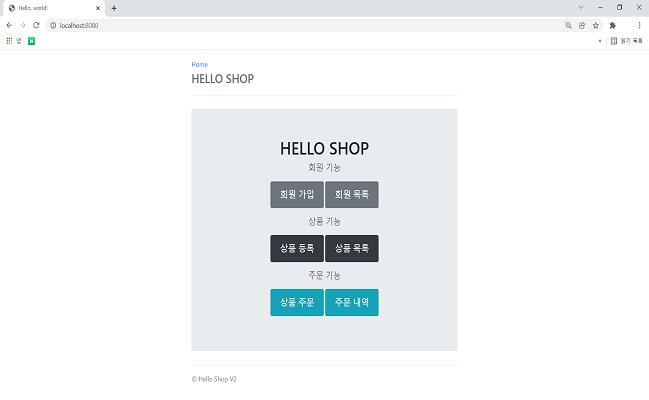 Hello, world!
localhost:8080
앱
읽기 목록
Home
HELLO SHOP
HELLO SHOP
회원 기능
회원 가입 회원 목록
상품 기능
상품 등록 상품 목록
주문 기능
상품 주문 주문 내역
© Hello Shop V2